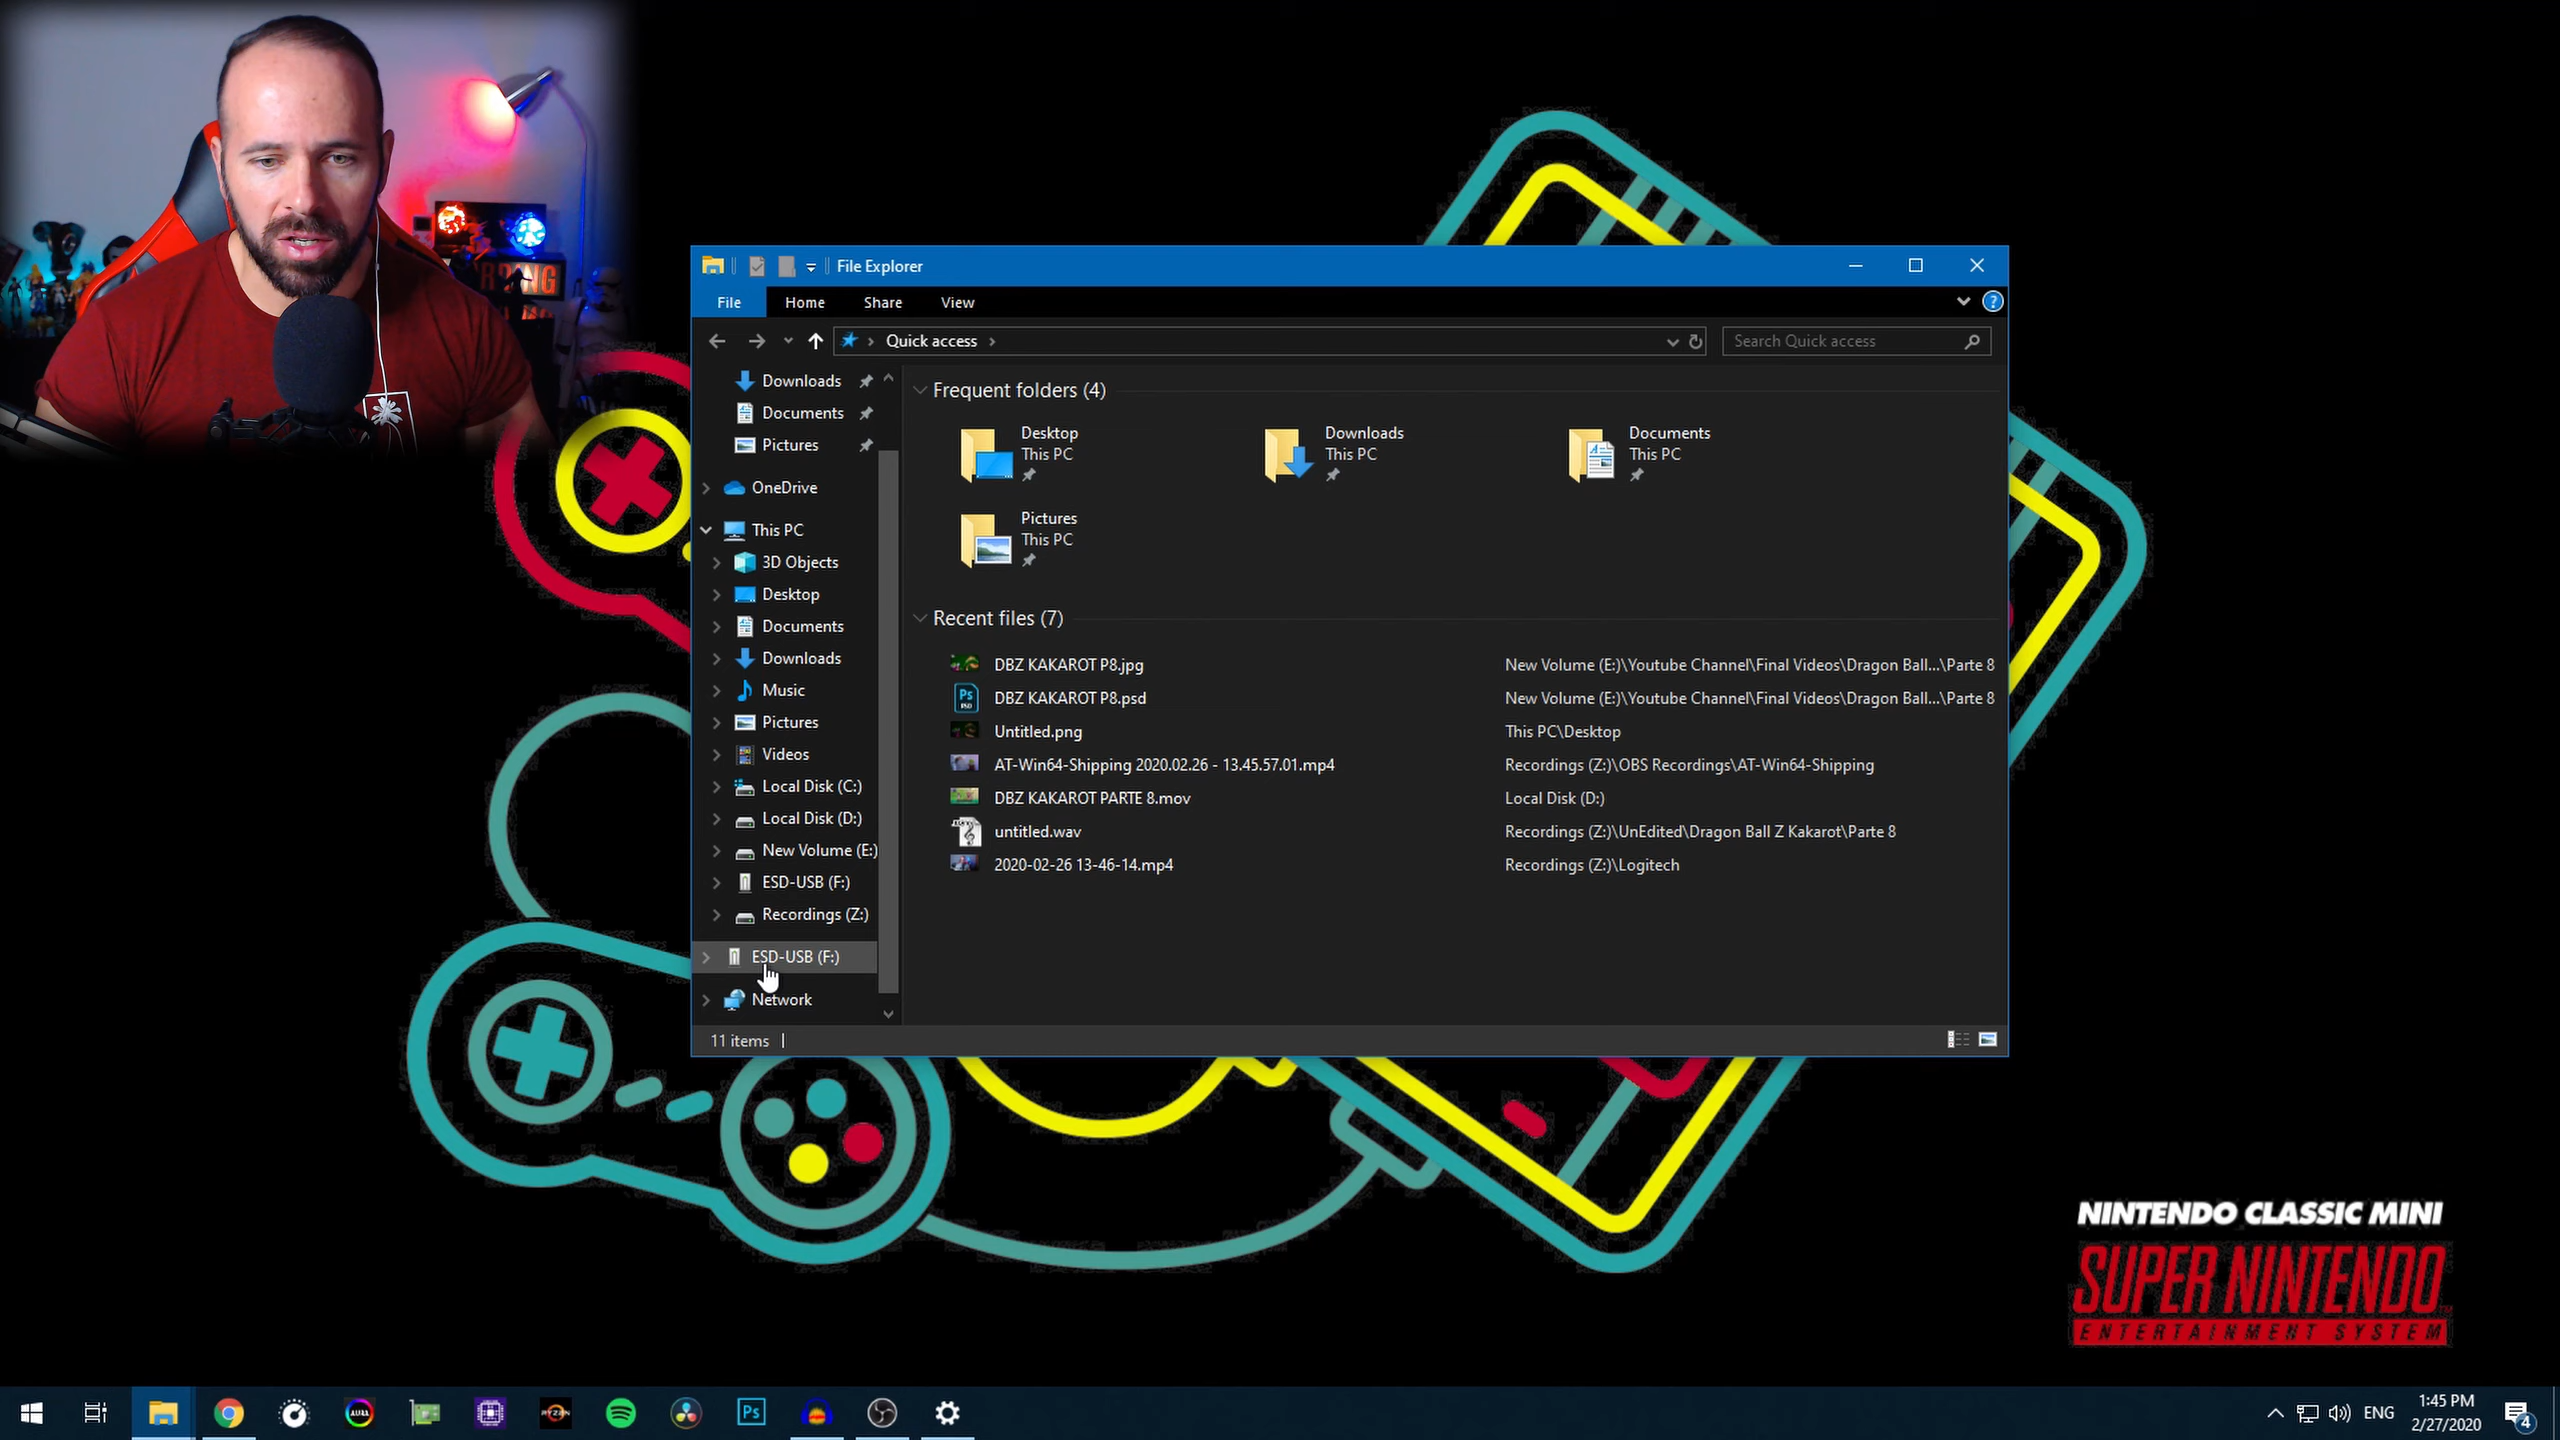 File Explorer
File Home Share View
Quick access
Search Quick access
Downloads
Documents
Pictures
OneDrive
This PC
3D Objects
Desktop
Documents
Downloads
Music
Pictures
Videos
Local Disk (C:)
Local Disk (D:)
New Volume (E:)
ESD-USB (F:)
Recordings (Z:)
ESD-USB (F:)
Network
Frequent folders (4)
Desktop
This PC
Downloads
This PC
Documents
This PC
Pictures
This PC
Recent files (7)
DBZ KAKAROT P8.jpg New Volume (E:)\Youtube Channel\Final Videos\Dragon Ball...\Parte 8
DBZ KAKAROT P8.psd New Volume (E:)\Youtube Channel\Final Videos\Dragon Ball...\Parte 8
Untitled.png This PC\Desktop
AT-Win64-Shipping 2020.02.26 - 13.45.57.01.mp4 Recordings (Z:)\OBS Recordings\AT-Win64-Shipping
DBZ KAKAROT PARTE 8.mov Local Disk (D:)
untitled.wav Recordings (Z:)\UnEdited\Dragon Ball Z Kakarot\Parte 8
2020-02-26 13-46-14.mp4 Recordings (Z:)\Logitech
11 items
NINTENDO CLASSIC MINI
SUPER NINTENDO
ENTERTAINMENT SYSTEM
AURA
RYZEN
Ps
ENG
1:45 PM
2/27/2020
4